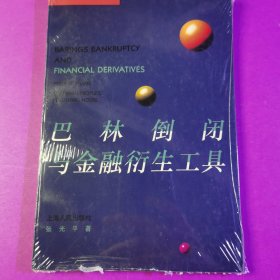 BARINGS BANKRUPTCY
AND
FINANCIAL DERIVATIVES
巴林倒闭
与金融衍生工具
上海人民出版社
张光平著